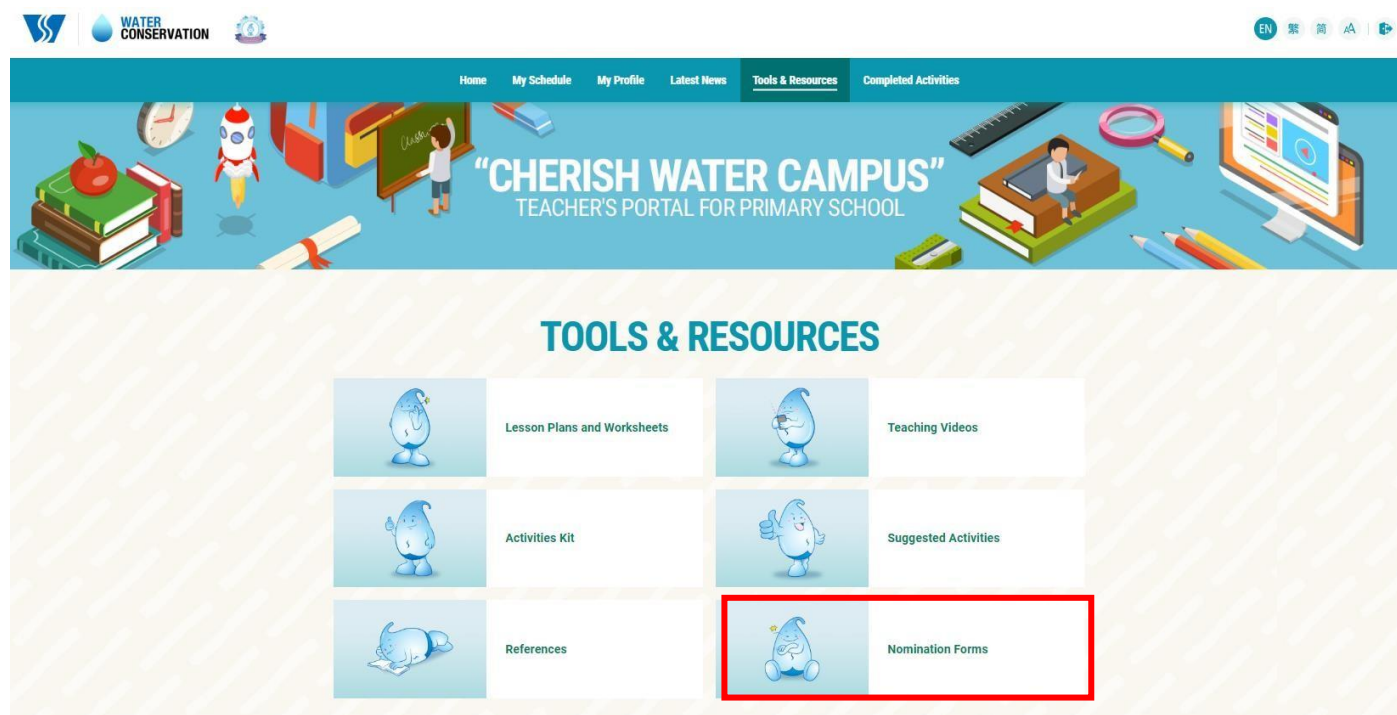 WATER
CONSERVATION
EN 繁 简 AA
Home My Schedule My Profile Latest News Tools & Resources Completed Activities
“CHERISH WATER CAMPUS”
TEACHER'S PORTAL FOR PRIMARY SCHOOL
TOOLS & RESOURCES
Lesson Plans and Worksheets
Teaching Videos
Activities Kit
Suggested Activities
References
Nomination Forms